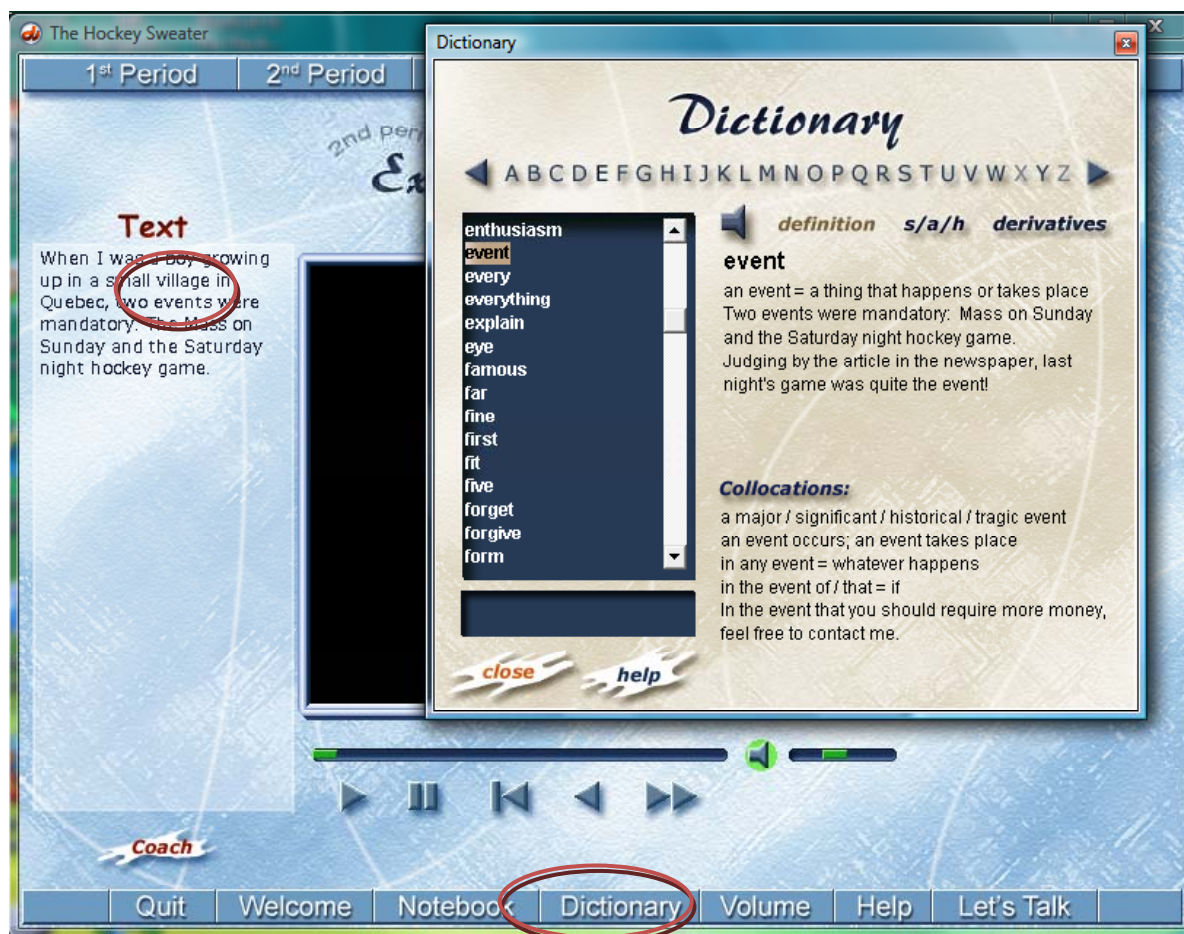 The Hockey Sweater
1st Period
2nd Period
2nd peri
Ex
Text
When I was a boy growing
up in a small village in
Quebec, two events were
mandatory. The Mass on
Sunday and the Saturday
night hockey game.
Coach
Dictionary
Dictionary
A B C D E F G H I J K L M N O P Q R S T U V W X Y Z
enthusiasm
event
every
everything
explain
eye
famous
far
fine
first
fit
five
forget
forgive
form
close
help
definition s/a/h derivatives
event
an event = a thing that happens or takes place
Two events were mandatory: Mass on Sunday
and the Saturday night hockey game.
Judging by the article in the newspaper, last
night's game was quite the event!
Collocations:
a major / significant / historical / tragic event
an event occurs; an event takes place
in any event = whatever happens
in the event of / that = if
In the event that you should require more money,
feel free to contact me.
Quit Welcome Notebook Dictionary Volume Help Let's Talk